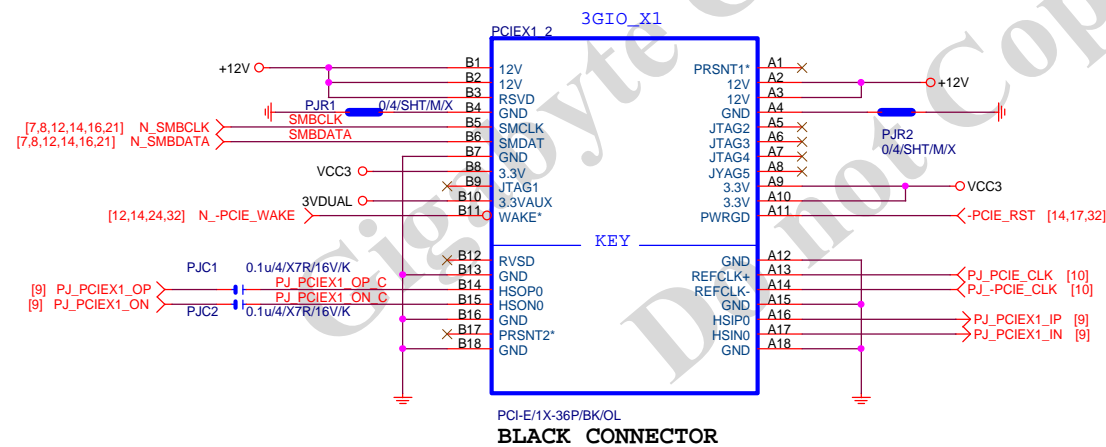 Gigabyte C
Do not Cop
3GIO_X1
PCIEX1_2
+12V B1 12V PRSNT1* A1
B2 12V 12V A2 +12V
B3 RSVD 12V A3
PJR1 0/4/SHT/M/X B4 GND GND A4
[7,8,12,14,16,21] N_SMBCLK SMBCLK B5 SMCLK JTAG2 A5
[7,8,12,14,16,21] N_SMBDATA SMBDATA B6 SMDAT JTAG3 A6 PJR2
B7 GND JTAG4 A7 0/4/SHT/M/X
VCC3 B8 3.3V JYAG5 A8
B9 JTAG1 3.3V A9 VCC3
3VDUAL B10 3.3VAUX 3.3V A10
[12,14,24,32] N_-PCIE_WAKE B11 WAKE* PWRGD A11 -PCIE_RST [14,17,32]
KEY
B12 RVSD GND A12
PJC1 0.1u/4/X7R/16V/K B13 GND REFCLK+ A13 PJ_PCIE_CLK [10]
[9] PJ_PCIEX1_OP PJ_PCIEX1_OP_C B14 HSOP0 REFCLK- A14 PJ_-PCIE_CLK [10]
[9] PJ_PCIEX1_ON PJ_PCIEX1_ON_C B15 HSON0 GND A15
PJC2 0.1u/4/X7R/16V/K B16 GND HSIP0 A16 PJ_PCIEX1_IP [9]
B17 PRSNT2* HSIN0 A17 PJ_PCIEX1_IN [9]
B18 GND GND A18
PCI-E/1X-36P/BK/OL
BLACK CONNECTOR